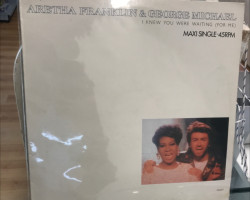 ARETHA FRANKLIN & GEORGE MICHAEL
I KNEW YOU WERE WAITING (FOR ME)
MAXI SINGLE·45RPM